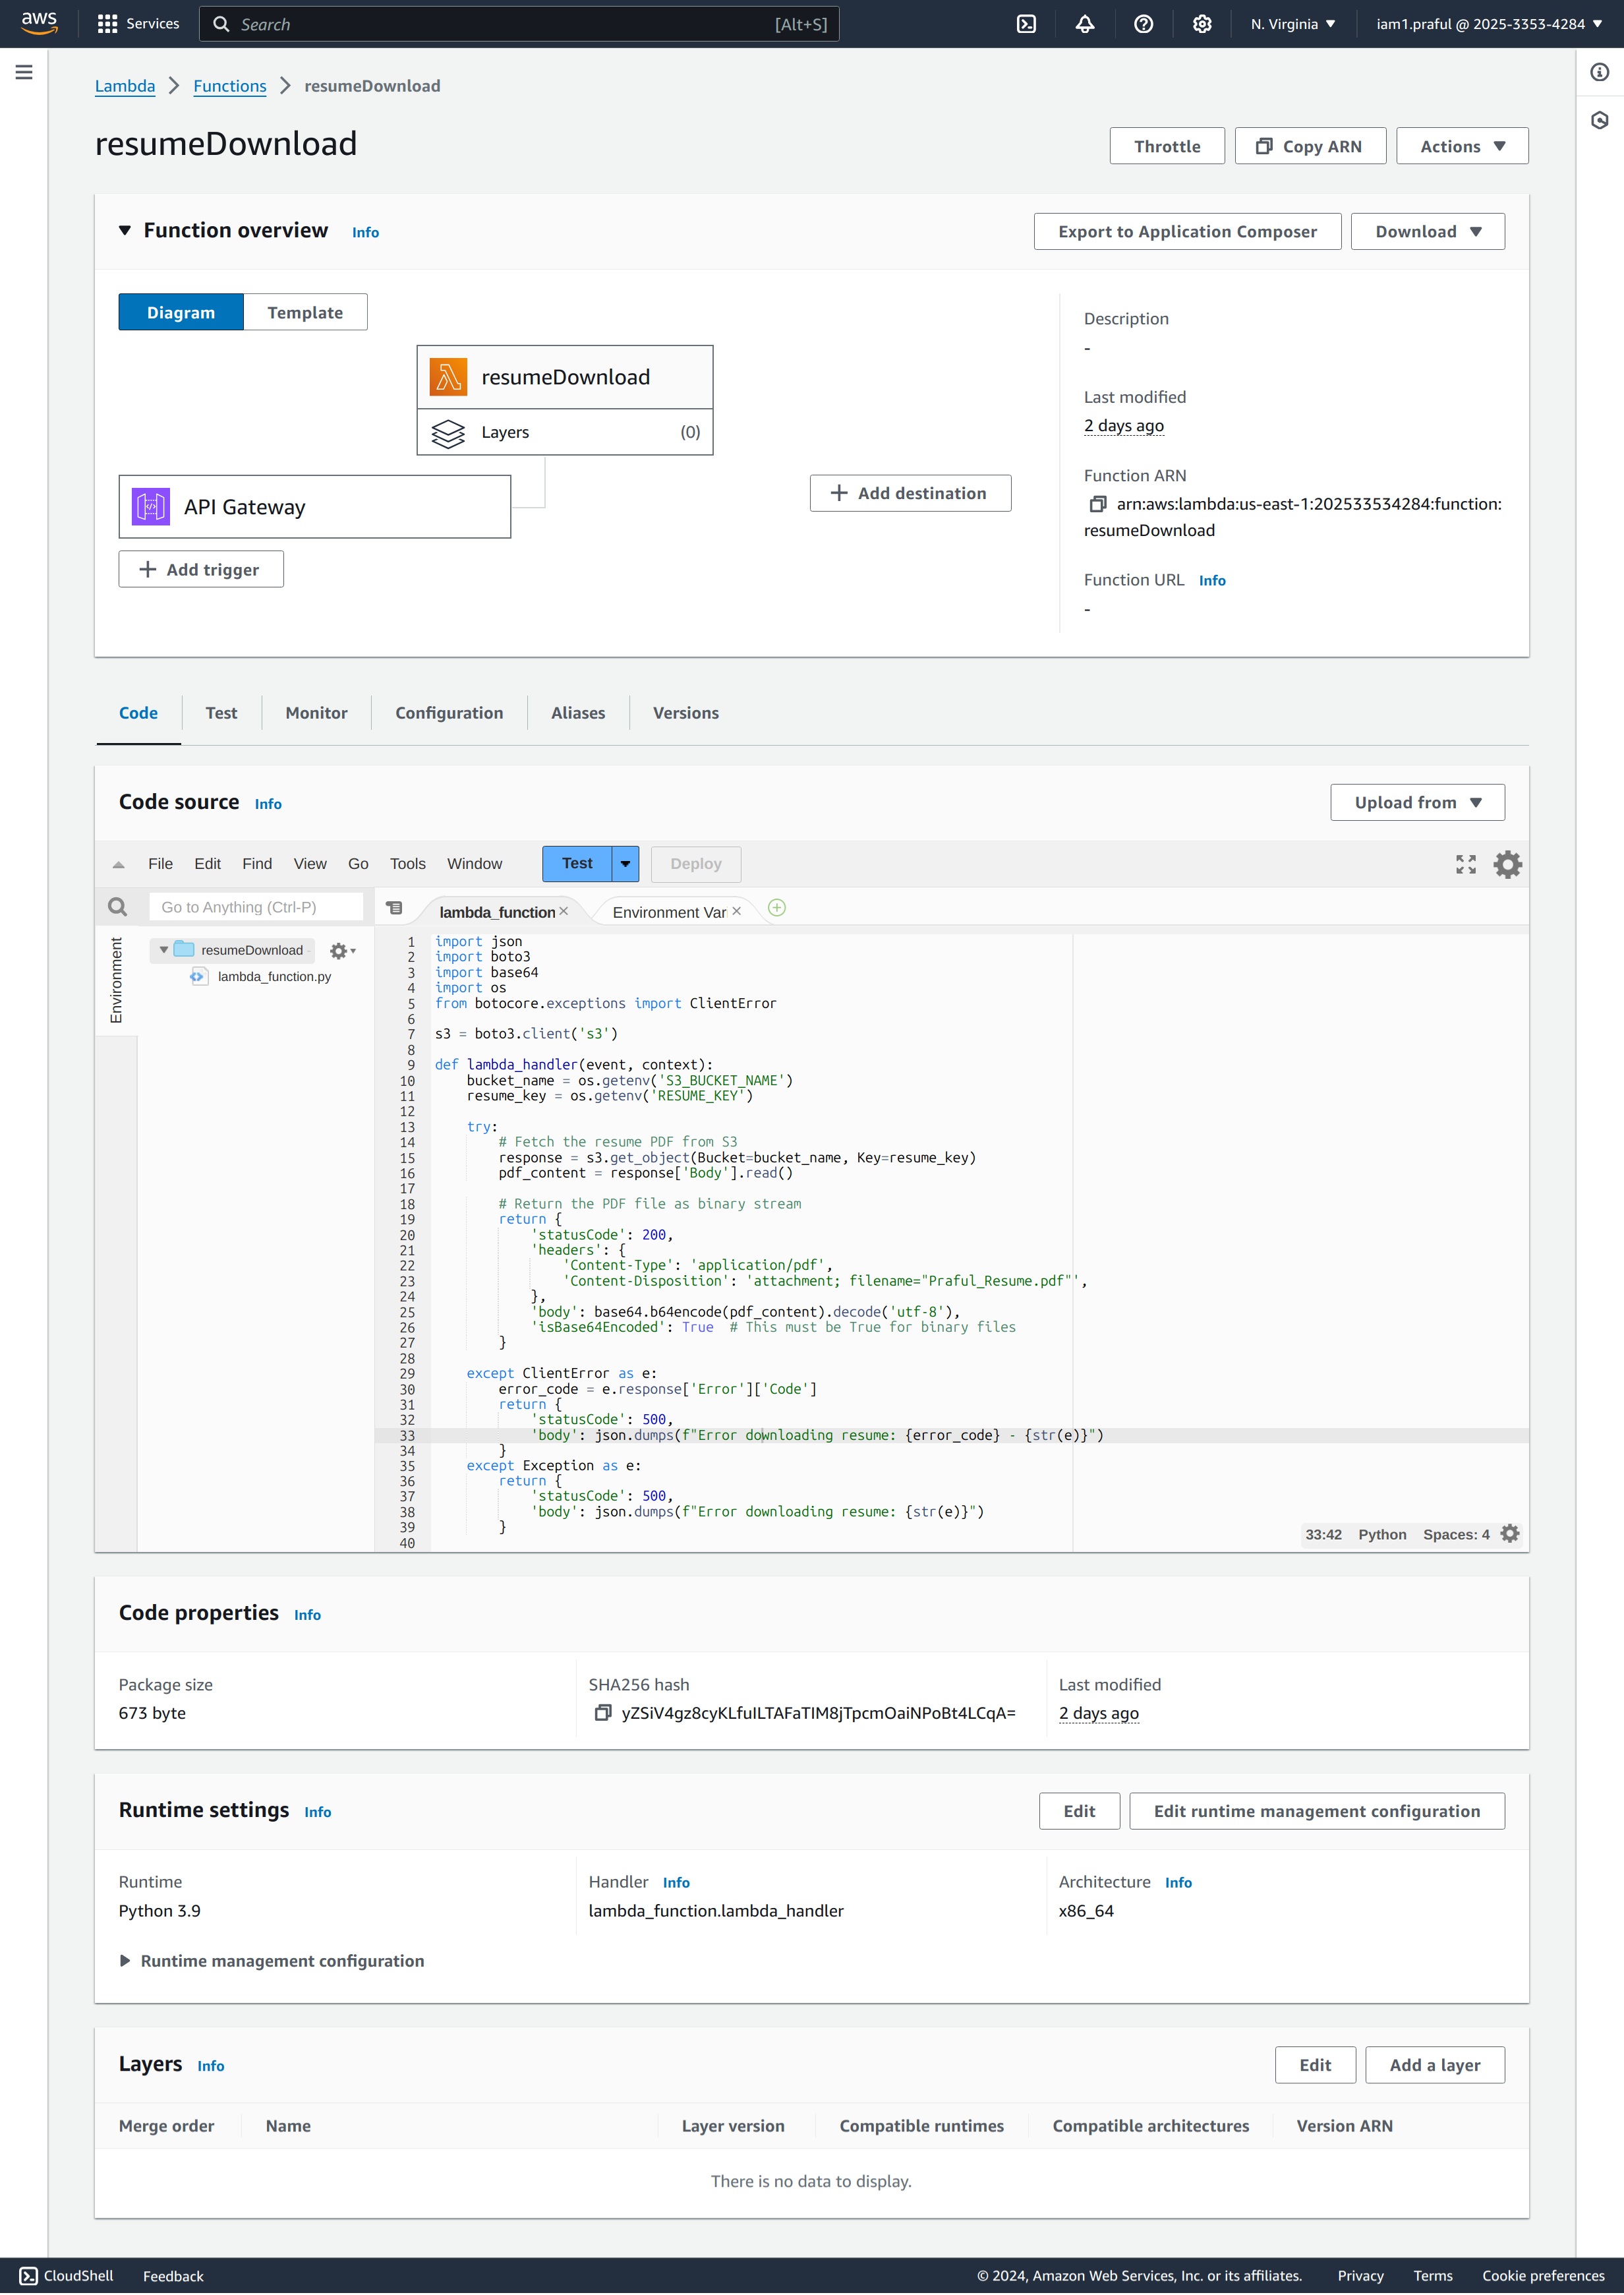 aws Services Search [Alt+S] N. Virginia iam1.praful @ 2025-3353-4284
Lambda Functions resumeDownload
resumeDownload Throttle Copy ARN Actions
Function overview Info Export to Application Composer Download
Diagram Template
resumeDownload
Layers (0)
API Gateway
Add trigger
Add destination
Description
-
Last modified
2 days ago
Function ARN
arn:aws:lambda:us-east-1:202533534284:function:
resumeDownload
Function URL Info
-
Code Test Monitor Configuration Aliases Versions
Code source Info Upload from
File Edit Find View Go Tools Window Test Deploy
Go to Anything (Ctrl-P) lambda_function Environment Var
Environment
resumeDownload -
lambda_function.py
1 import json
2 import boto3
3 import base64
4 import os
5 from botocore.exceptions import ClientError
6
7 s3 = boto3.client('s3')
8
9 def lambda_handler(event, context):
10 bucket_name = os.getenv('S3_BUCKET_NAME')
11 resume_key = os.getenv('RESUME_KEY')
12
13 try:
14 # Fetch the resume PDF from S3
15 response = s3.get_object(Bucket=bucket_name, Key=resume_key)
16 pdf_content = response['Body'].read()
17
18 # Return the PDF file as binary stream
19 return {
20 'statusCode': 200,
21 'headers': {
22 'Content-Type': 'application/pdf',
23 'Content-Disposition': 'attachment; filename="Praful_Resume.pdf"',
24 },
25 'body': base64.b64encode(pdf_content).decode('utf-8'),
26 'isBase64Encoded': True # This must be True for binary files
27 }
28
29 except ClientError as e:
30 error_code = e.response['Error']['Code']
31 return {
32 'statusCode': 500,
33 'body': json.dumps(f"Error downloading resume: {error_code} - {str(e)}")
34 }
35 except Exception as e:
36 return {
37 'statusCode': 500,
38 'body': json.dumps(f"Error downloading resume: {str(e)}")
39 }
40
33:42 Python Spaces: 4
Code properties Info
Package size SHA256 hash Last modified
673 byte yZSiV4gz8cyKLfuILTAFaTIM8jTpcmOaiNPoBt4LCqA= 2 days ago
Runtime settings Info Edit Edit runtime management configuration
Runtime Handler Info Architecture Info
Python 3.9 lambda_function.lambda_handler x86_64
Runtime management configuration
Layers Info Edit Add a layer
Merge order Name Layer version Compatible runtimes Compatible architectures Version ARN
There is no data to display.
CloudShell Feedback © 2024, Amazon Web Services, Inc. or its affiliates. Privacy Terms Cookie preferences